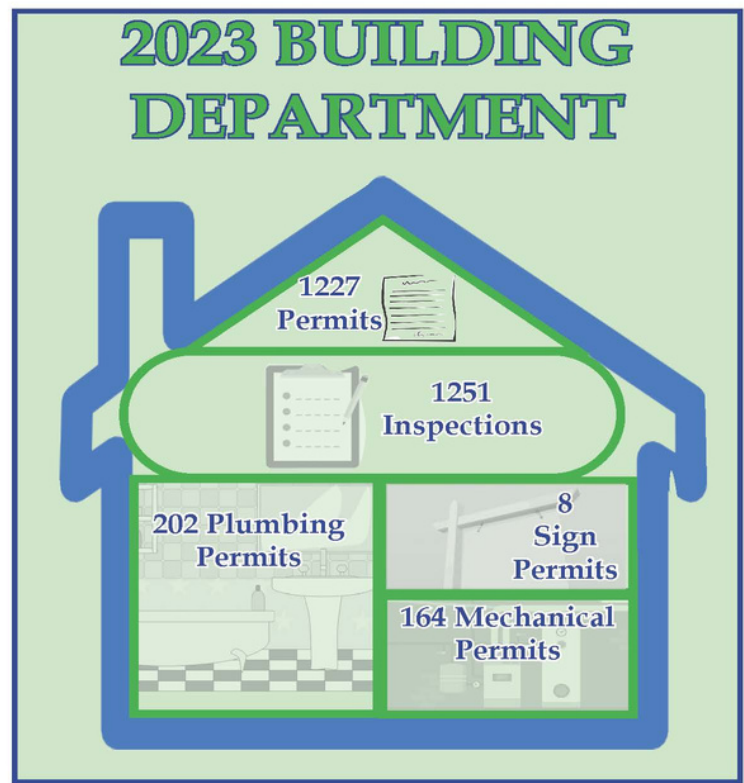 2023 BUILDING
DEPARTMENT
1227
Permits
1251
Inspections
202 Plumbing
Permits
8
Sign
Permits
164 Mechanical
Permits